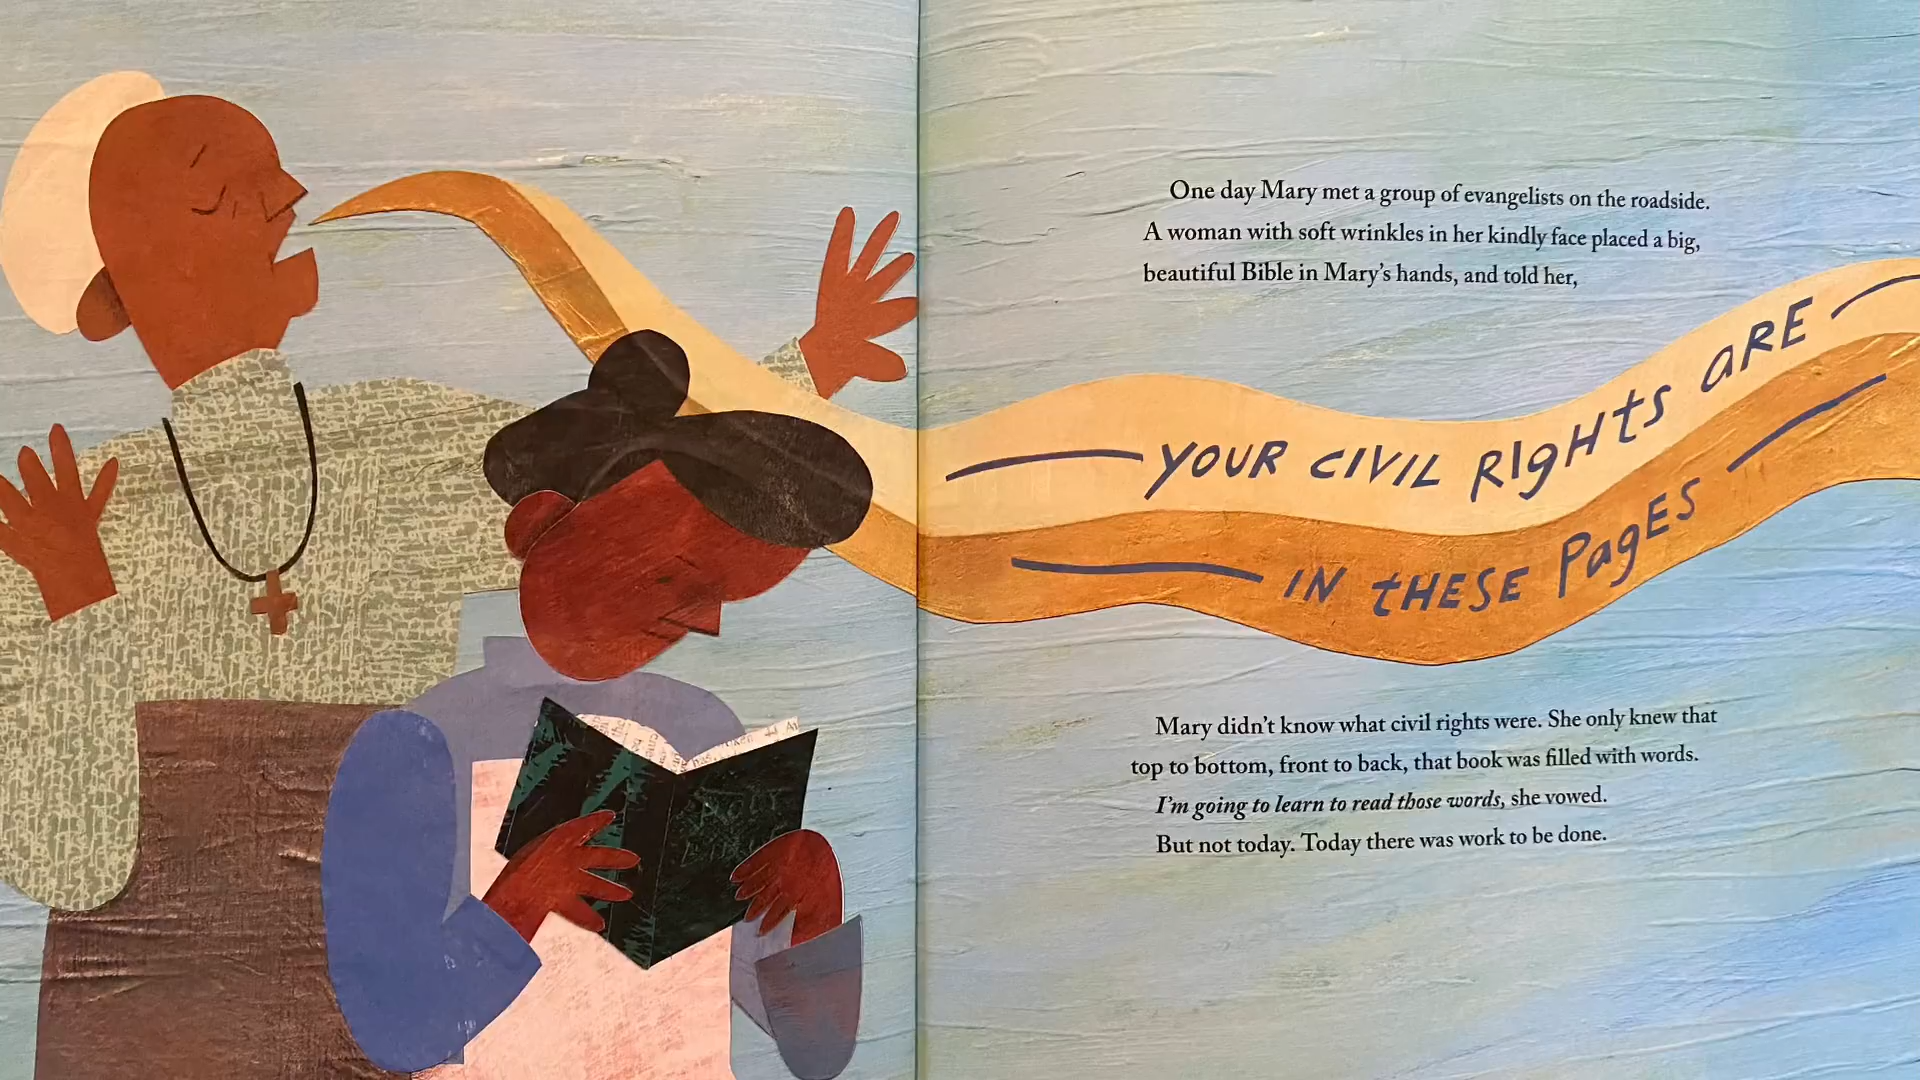 One day Mary met a group of evangelists on the roadside.
A woman with soft wrinkles in her kindly face placed a big,
beautiful Bible in Mary's hands, and told her,
YOUR CIVIL RIGHTS ARE
IN THESE PAGES
Mary didn't know what civil rights were. She only knew that
top to bottom, front to back, that book was filled with words.
I'm going to learn to read those words, she vowed.
But not today. Today there was work to be done.